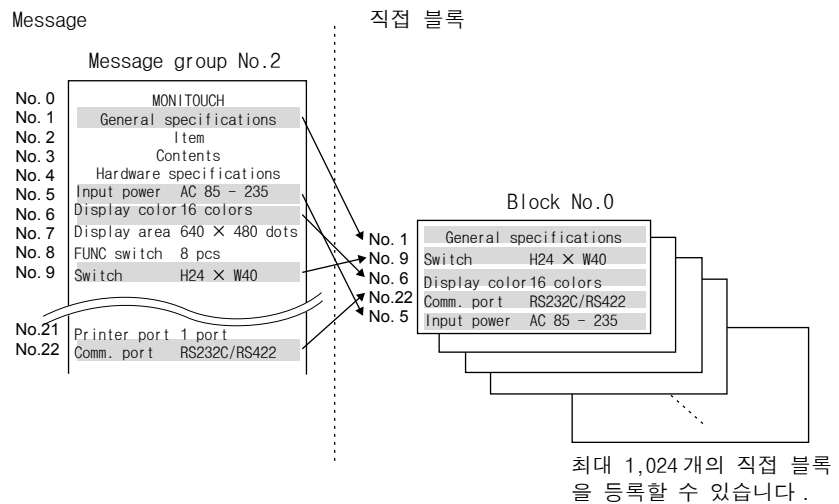 Message
직접 블록
Message group No.2
No. 0 MONITOUCH
No. 1 General specifications
No. 2 Item
No. 3 Contents
No. 4 Hardware specifications
No. 5 Input power AC 85 - 235
No. 6 Display color 16 colors
No. 7 Display area 640 × 480 dots
No. 8 FUNC switch 8 pcs
No. 9 Switch H24 × W40
No.21 Printer port 1 port
No.22 Comm. port RS232C/RS422
Block No.0
No. 1 General specifications
No. 9 Switch H24 × W40
No. 6 Display color 16 colors
No.22 Comm. port RS232C/RS422
No. 5 Input power AC 85 - 235
최대 1,024 개의 직접 블록
을 등록할 수 있습니다 .